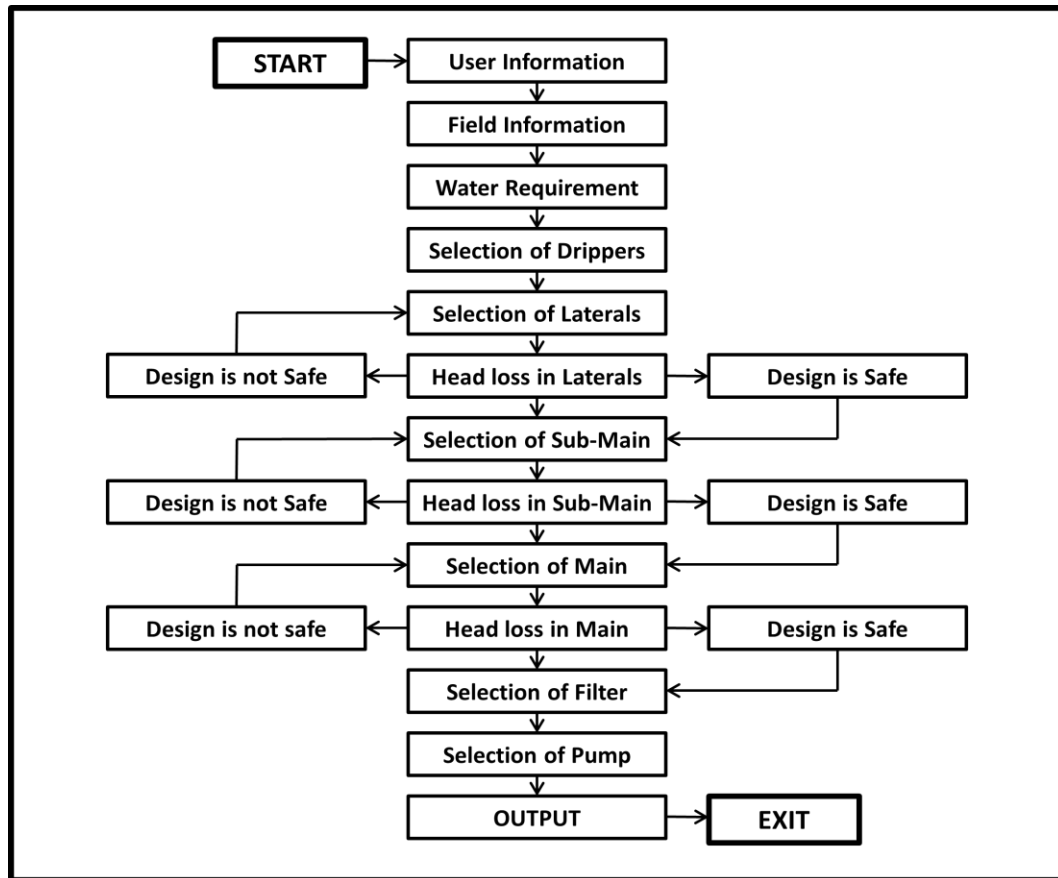 START
User Information
Field Information
Water Requirement
Selection of Drippers
Selection of Laterals
Design is not Safe
Head loss in Laterals
Design is Safe
Selection of Sub-Main
Design is not Safe
Head loss in Sub-Main
Design is Safe
Selection of Main
Design is not safe
Head loss in Main
Design is Safe
Selection of Filter
Selection of Pump
OUTPUT
EXIT